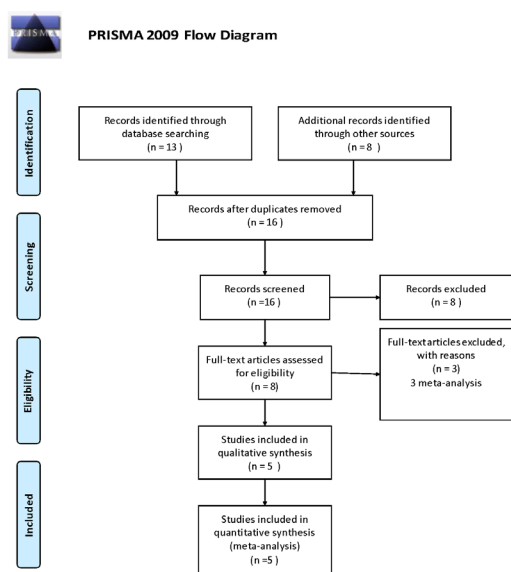 PRISMA
PRISMA 2009 Flow Diagram
Identification
Records identified through
database searching
(n = 13 )
Additional records identified
through other sources
(n = 8 )
Records after duplicates removed
(n = 16 )
Screening
Records screened
(n =16 )
Records excluded
(n = 8 )
Eligibility
Full-text articles assessed
for eligibility
(n = 8)
Full-text articles excluded,
with reasons
(n = 3)
3 meta-analysis
Studies included in
qualitative synthesis
(n = 5 )
Included
Studies included in
quantitative synthesis
(meta-analysis)
(n =5 )